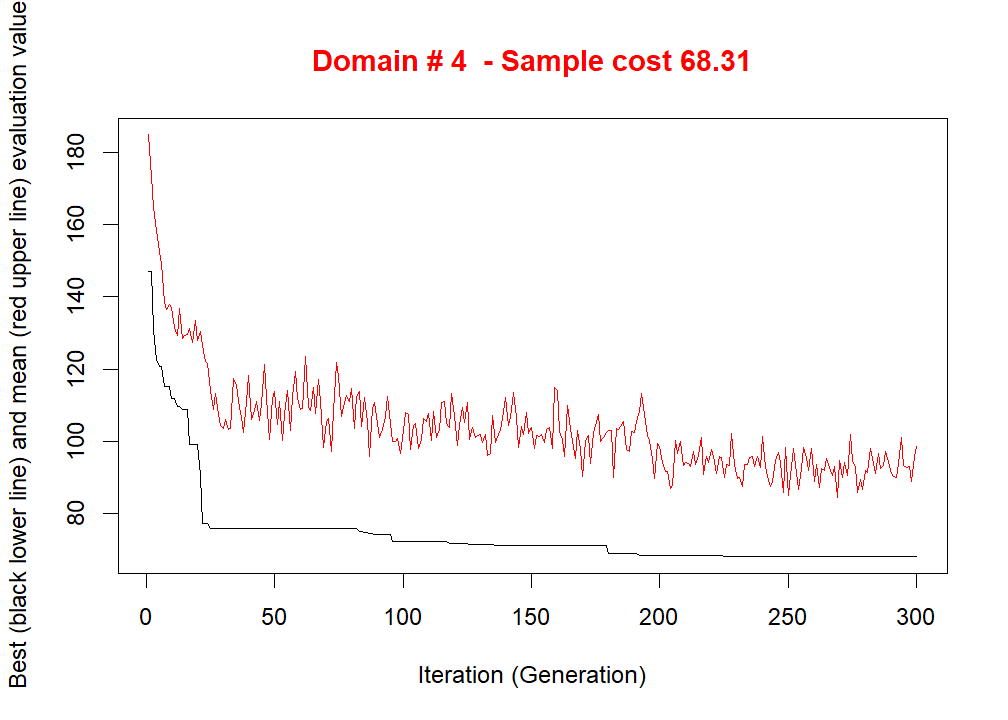 Domain # 4  - Sample cost 68.31
Best (black lower line) and mean (red upper line) evaluation value
180
160
140
120
100
80
0 50 100 150 200 250 300
Iteration (Generation)